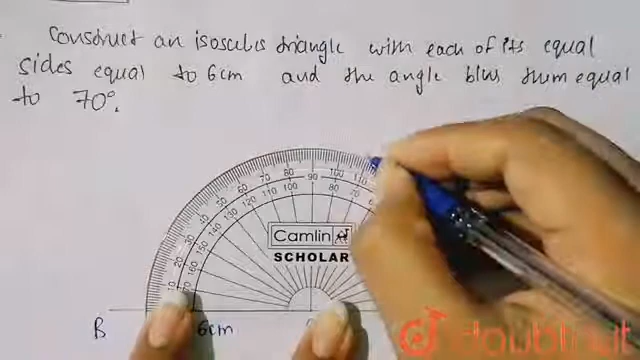 Construct an isosceles triangle with each of its equal
sides equal to 6cm and the angle b/w them equal
to 70°.
Camlin
SCHOLAR
B 6cm
doubtnut